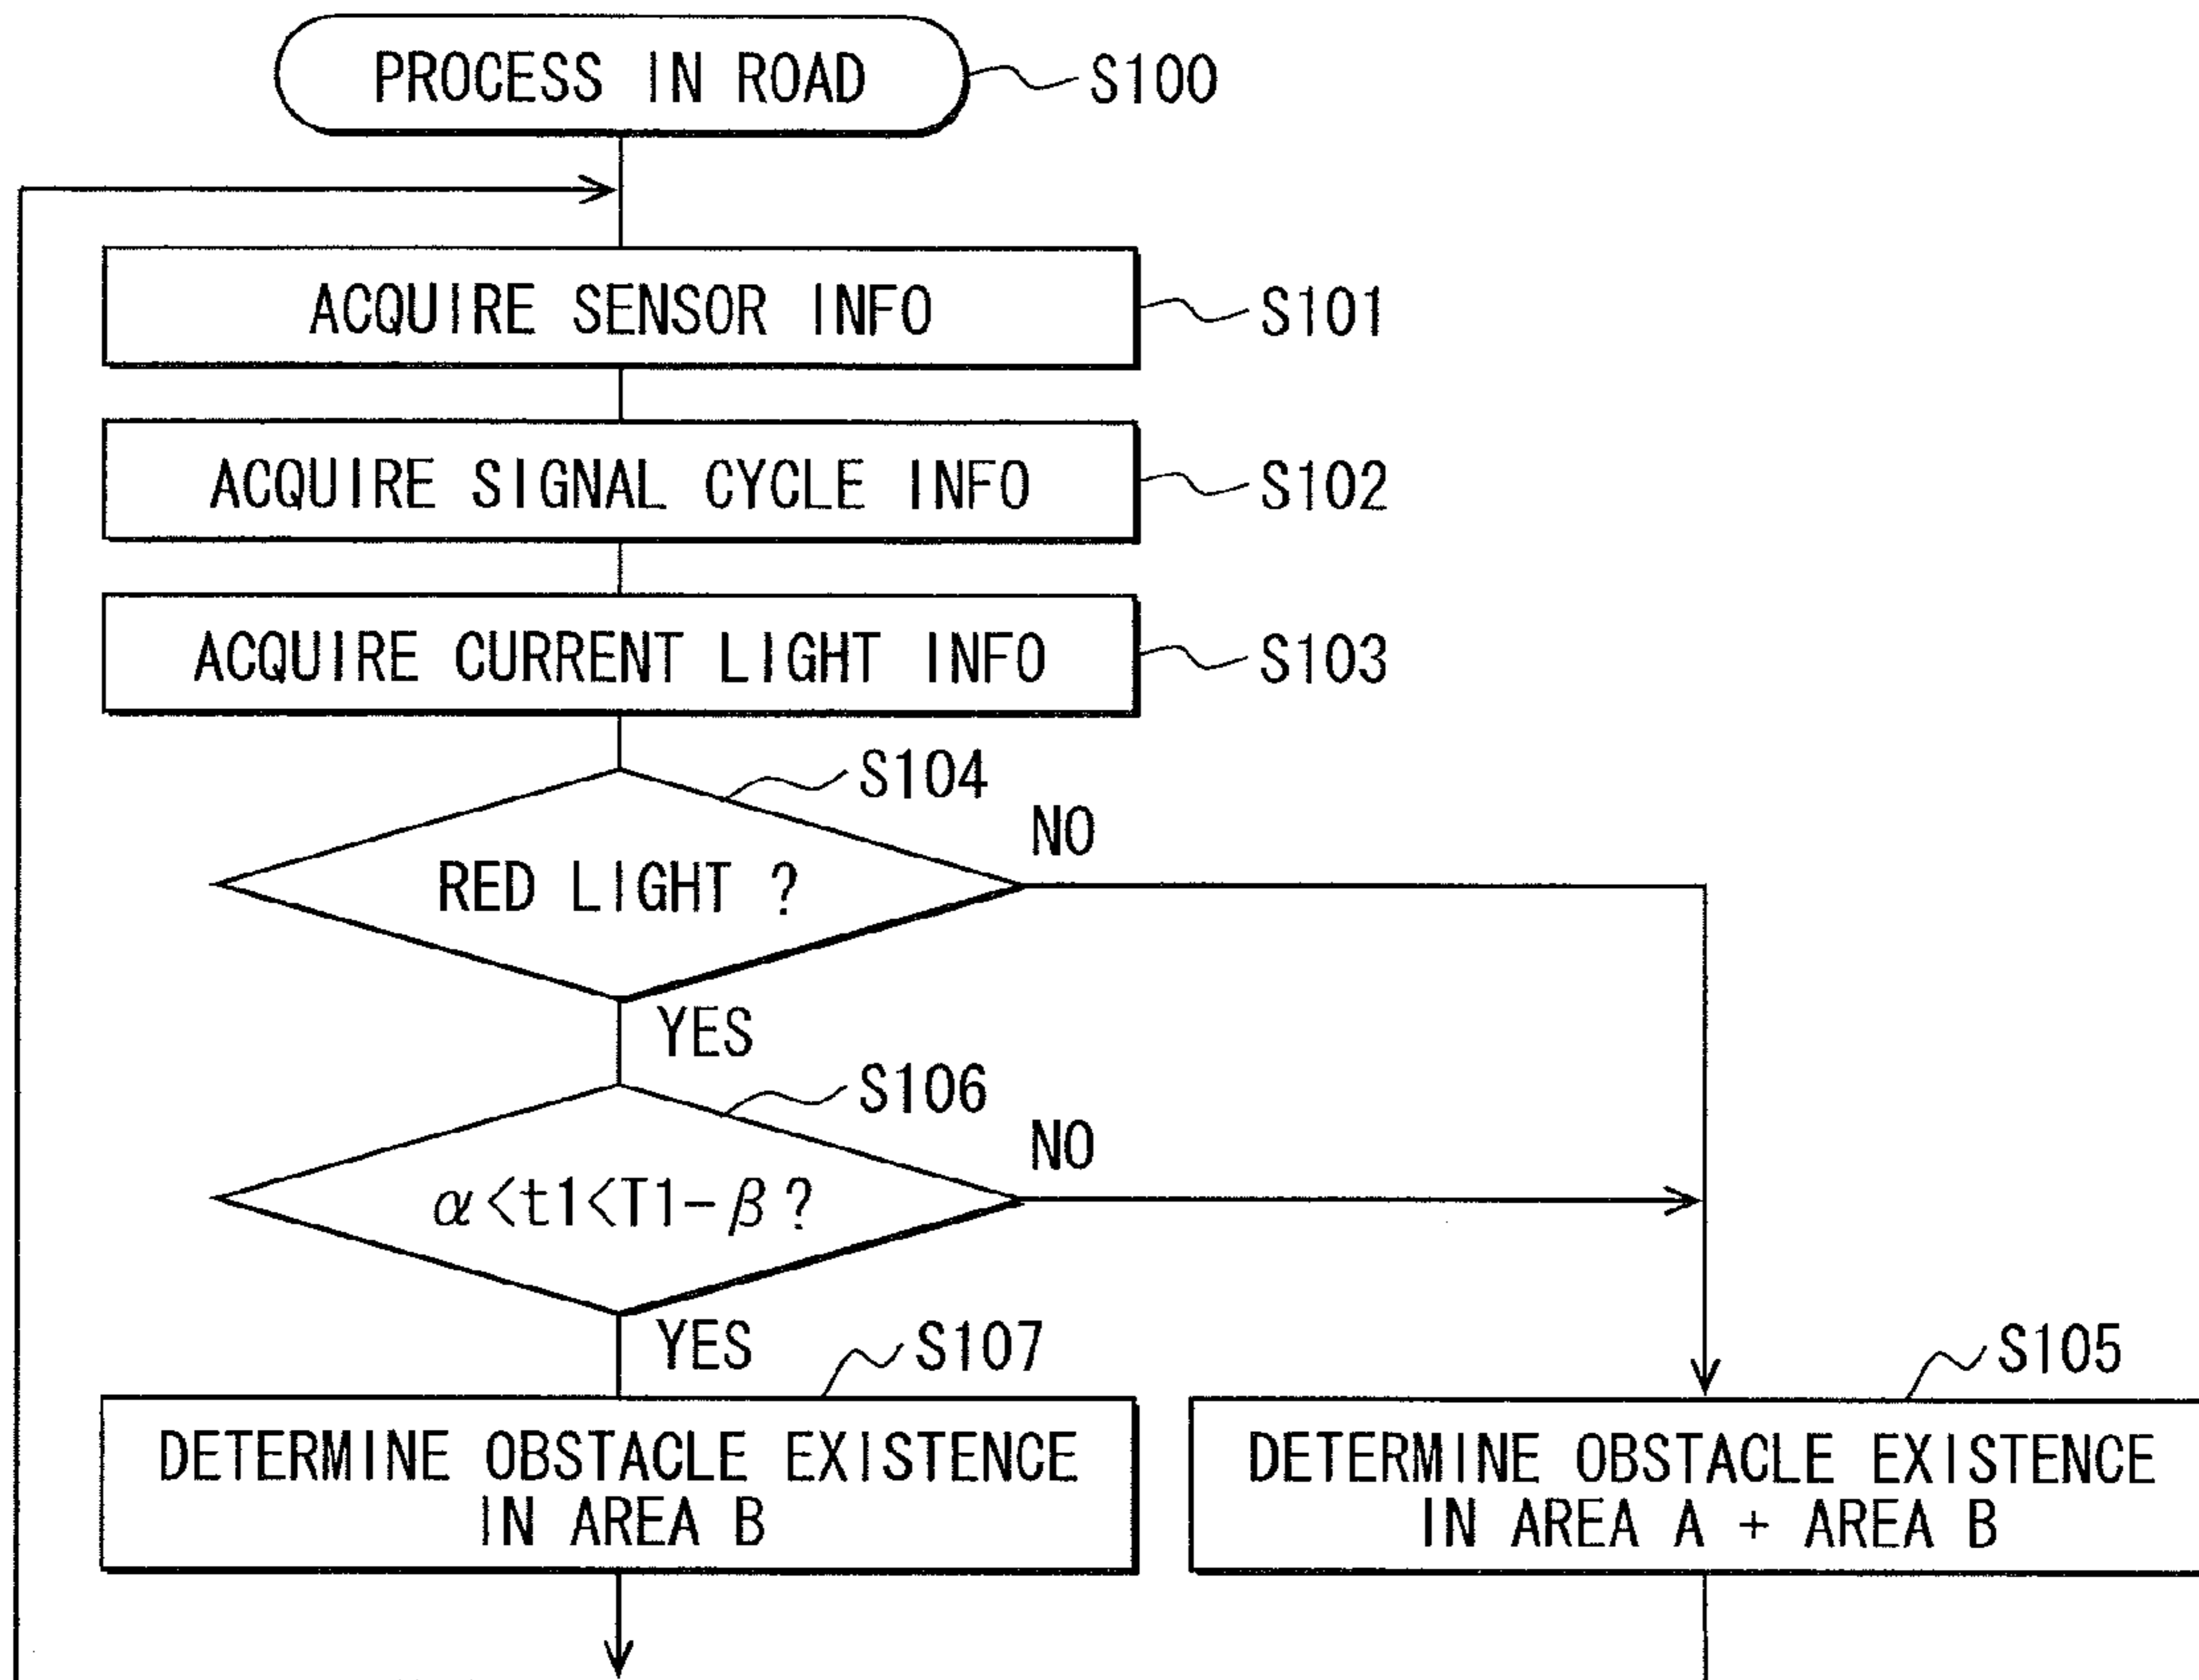 PROCESS IN ROAD
S100
ACQUIRE SENSOR INFO
S101
ACQUIRE SIGNAL CYCLE INFO
S102
ACQUIRE CURRENT LIGHT INFO
S103
S104
RED LIGHT ?
NO
YES
S106
α<t1<T1-β?
NO
YES
S107
DETERMINE OBSTACLE EXISTENCE
IN AREA B
S105
DETERMINE OBSTACLE EXISTENCE
IN AREA A + AREA B